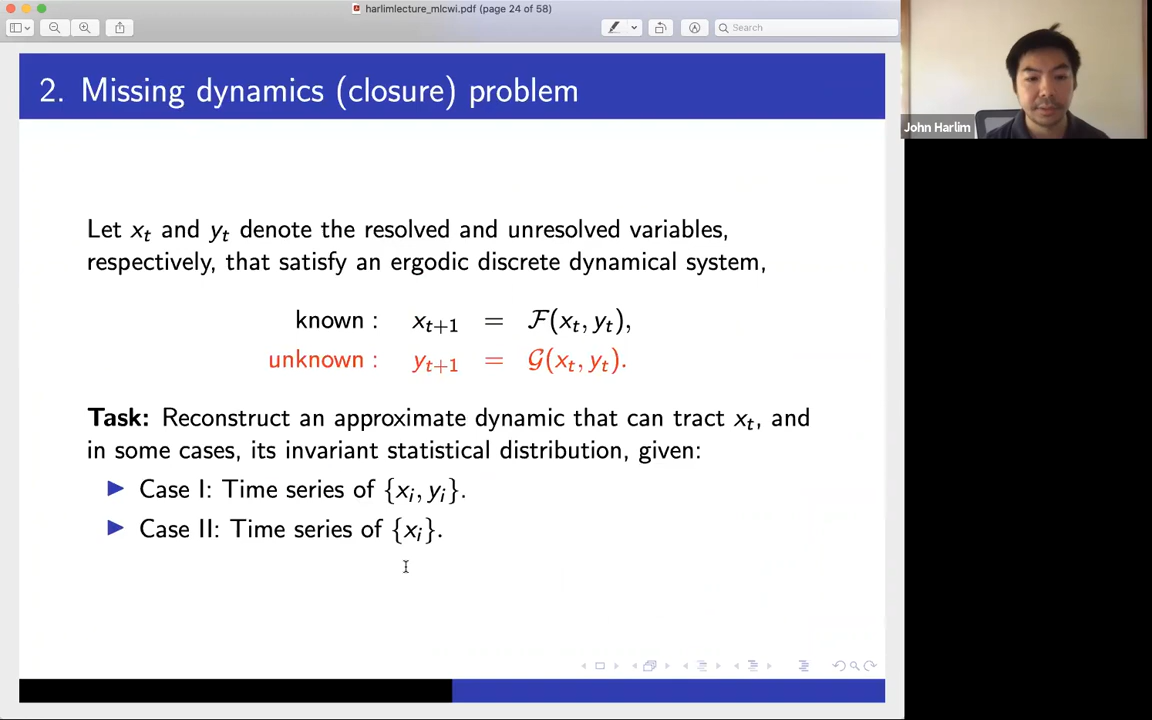 harlimlecture_mlcwi.pdf (page 24 of 58)
Search
2. Missing dynamics (closure) problem
John Harlim
Let xₜ and yₜ denote the resolved and unresolved variables,
respectively, that satisfy an ergodic discrete dynamical system,
known : xₜ₊₁ = ℱ(xₜ, yₜ),
unknown : yₜ₊₁ = 𝒢(xₜ, yₜ).
Task: Reconstruct an approximate dynamic that can tract xₜ, and
in some cases, its invariant statistical distribution, given:
Case I: Time series of {xᵢ, yᵢ}.
Case II: Time series of {xᵢ}.